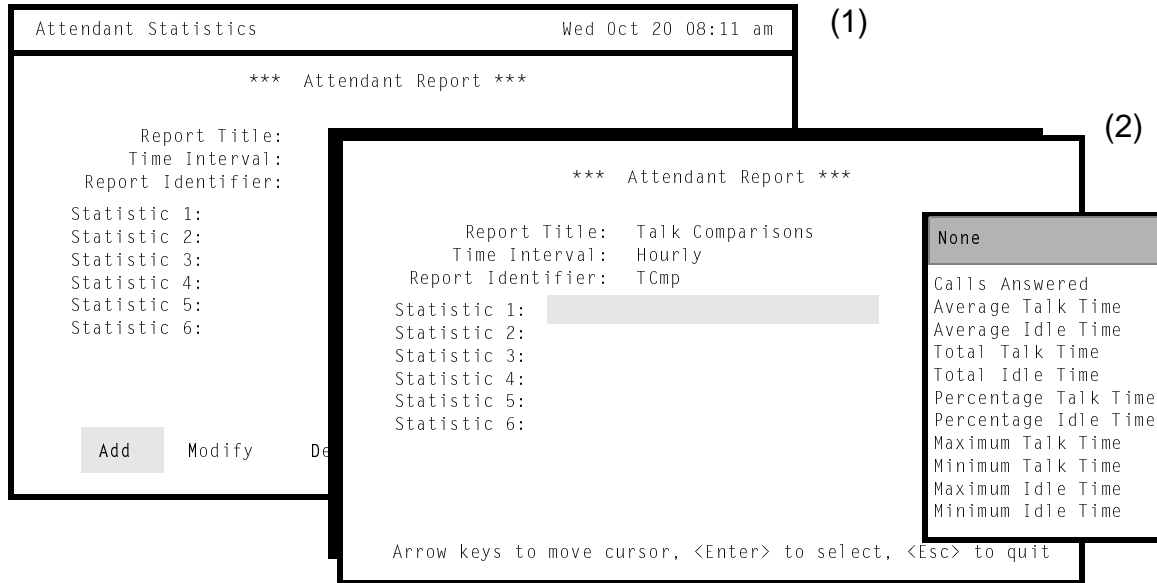 Attendant Statistics Wed Oct 20 08:11 am
(1)
*** Attendant Report ***
Report Title:
Time Interval:
Report Identifier:
Statistic 1:
Statistic 2:
Statistic 3:
Statistic 4:
Statistic 5:
Statistic 6:
Add Modify De
(2)
*** Attendant Report ***
Report Title: Talk Comparisons
Time Interval: Hourly
Report Identifier: TCmp
Statistic 1:
Statistic 2:
Statistic 3:
Statistic 4:
Statistic 5:
Statistic 6:
None
Calls Answered
Average Talk Time
Average Idle Time
Total Talk Time
Total Idle Time
Percentage Talk Time
Percentage Idle Time
Maximum Talk Time
Minimum Talk Time
Maximum Idle Time
Minimum Idle Time
Arrow keys to move cursor, <Enter> to select, <Esc> to quit